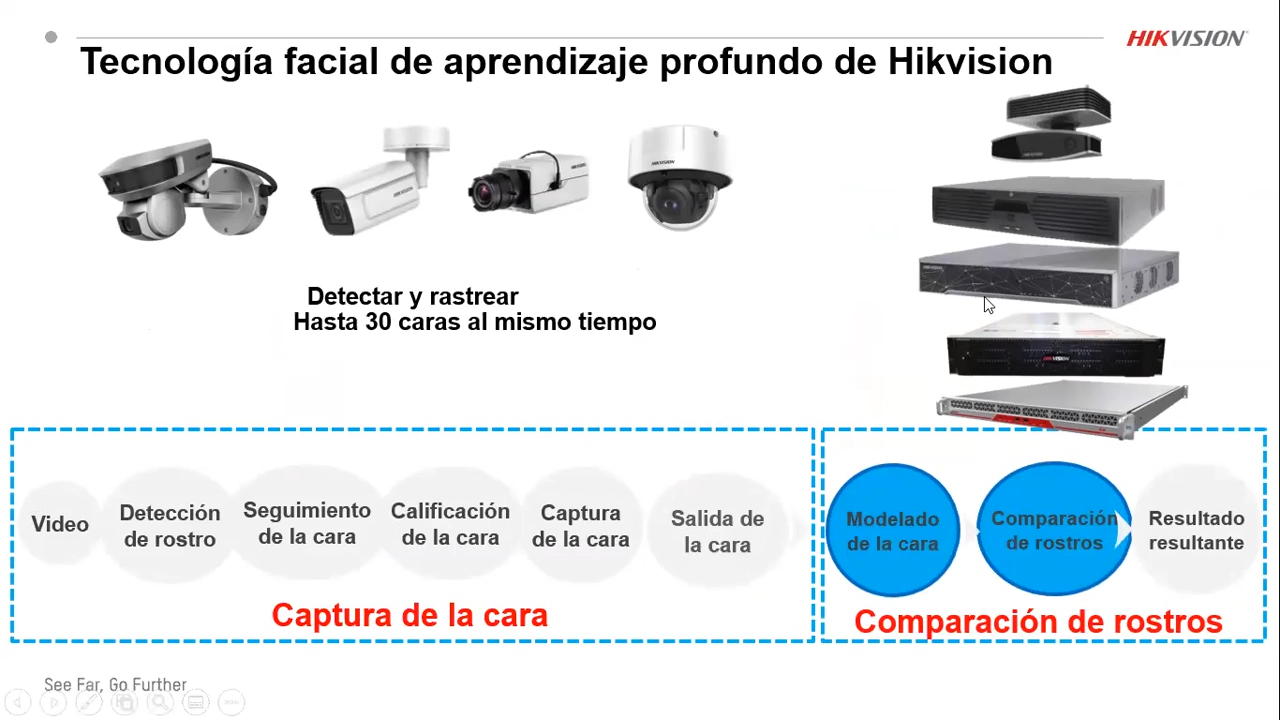 HIKVISION
Tecnología facial de aprendizaje profundo de Hikvision
Detectar y rastrear
Hasta 30 caras al mismo tiempo
Video
Detección
de rostro
Seguimiento
de la cara
Calificación
de la cara
Captura
de la cara
Salida de
la cara
Captura de la cara
Modelado
de la cara
Comparación
de rostros
Resultado
resultante
Comparación de rostros
See Far, Go Further